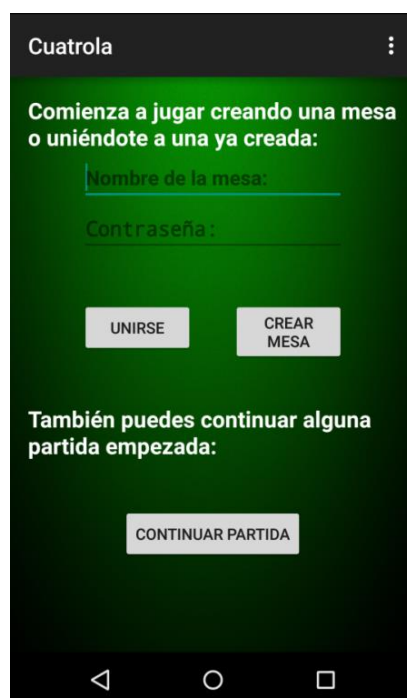 Cuatrola
Comienza a jugar creando una mesa
o uniéndote a una ya creada:
Nombre de la mesa:
Contraseña:
UNIRSE
CREAR
MESA
También puedes continuar alguna
partida empezada:
CONTINUAR PARTIDA